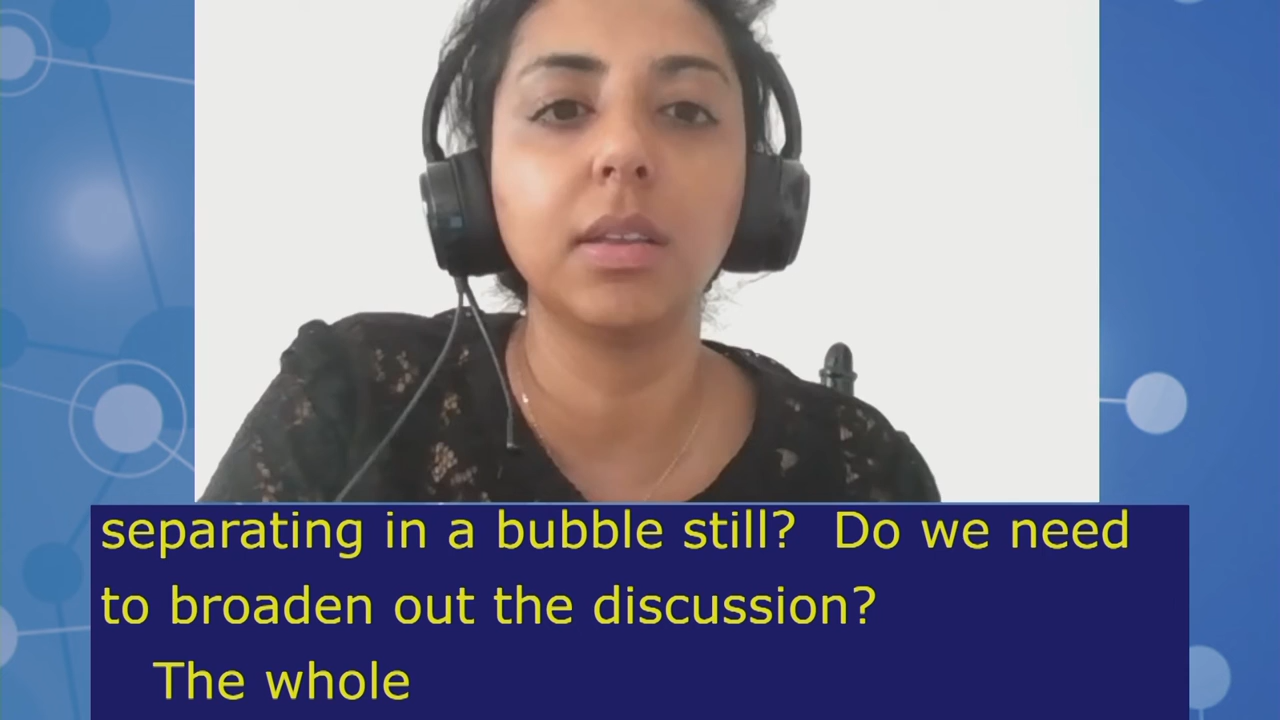 separating in a bubble still?  Do we need
to broaden out the discussion?
The whole